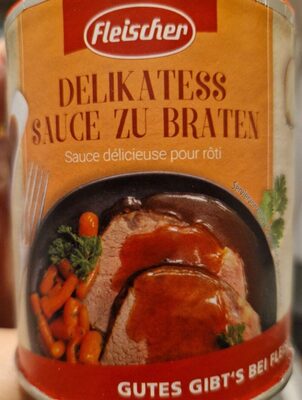 Fleischer
DELIKATESS
SAUCE ZU BRATEN
Sauce délicieuse pour rôti
GUTES GIBT'S BEI